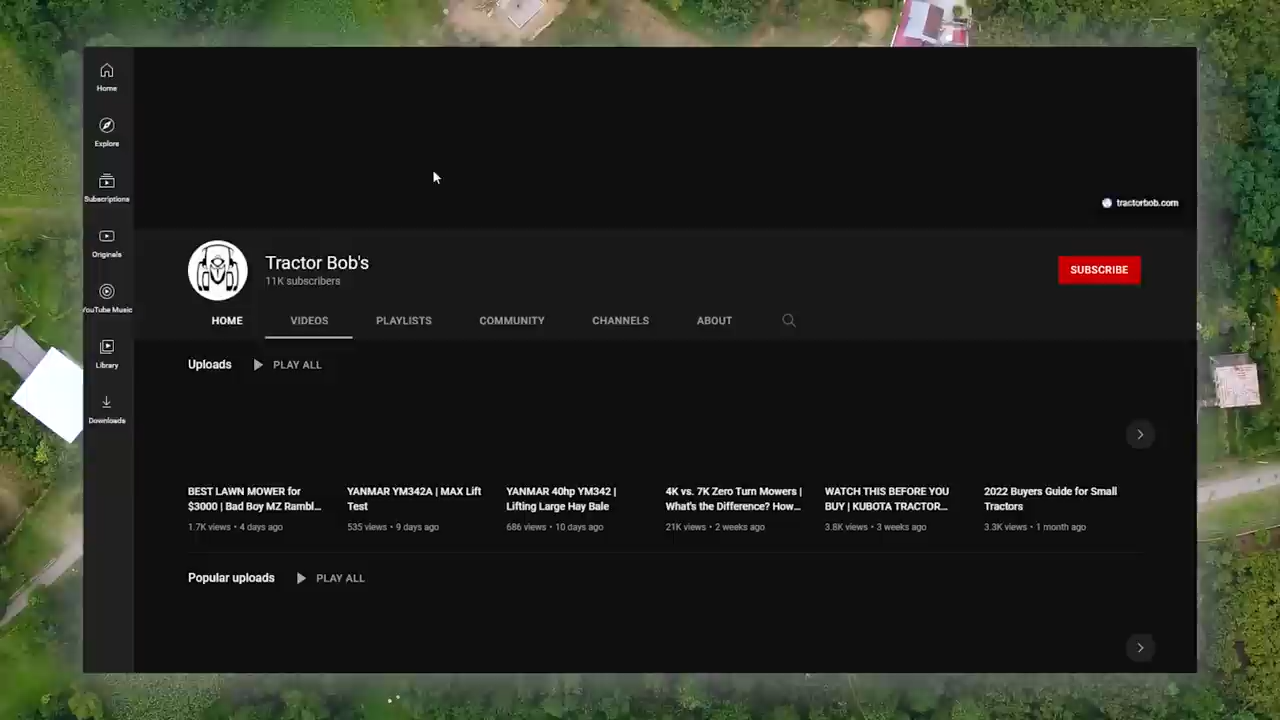 Home
Explore
Subscriptions
Originals
YouTube Music
Library
Downloads
tractorbob.com
Tractor Bob's
11K subscribers
SUBSCRIBE
HOME
VIDEOS
PLAYLISTS
COMMUNITY
CHANNELS
ABOUT
Uploads
PLAY ALL
BEST LAWN MOWER for
$3000 | Bad Boy MZ Rambl...
1.7K views • 4 days ago
YANMAR YM342A | MAX Lift
Test
535 views • 9 days ago
YANMAR 40hp YM342 |
Lifting Large Hay Bale
686 views • 10 days ago
4K vs. 7K Zero Turn Mowers |
What's the Difference? How...
21K views • 2 weeks ago
WATCH THIS BEFORE YOU
BUY | KUBOTA TRACTOR...
3.8K views • 3 weeks ago
2022 Buyers Guide for Small
Tractors
3.3K views • 1 month ago
Popular uploads
PLAY ALL